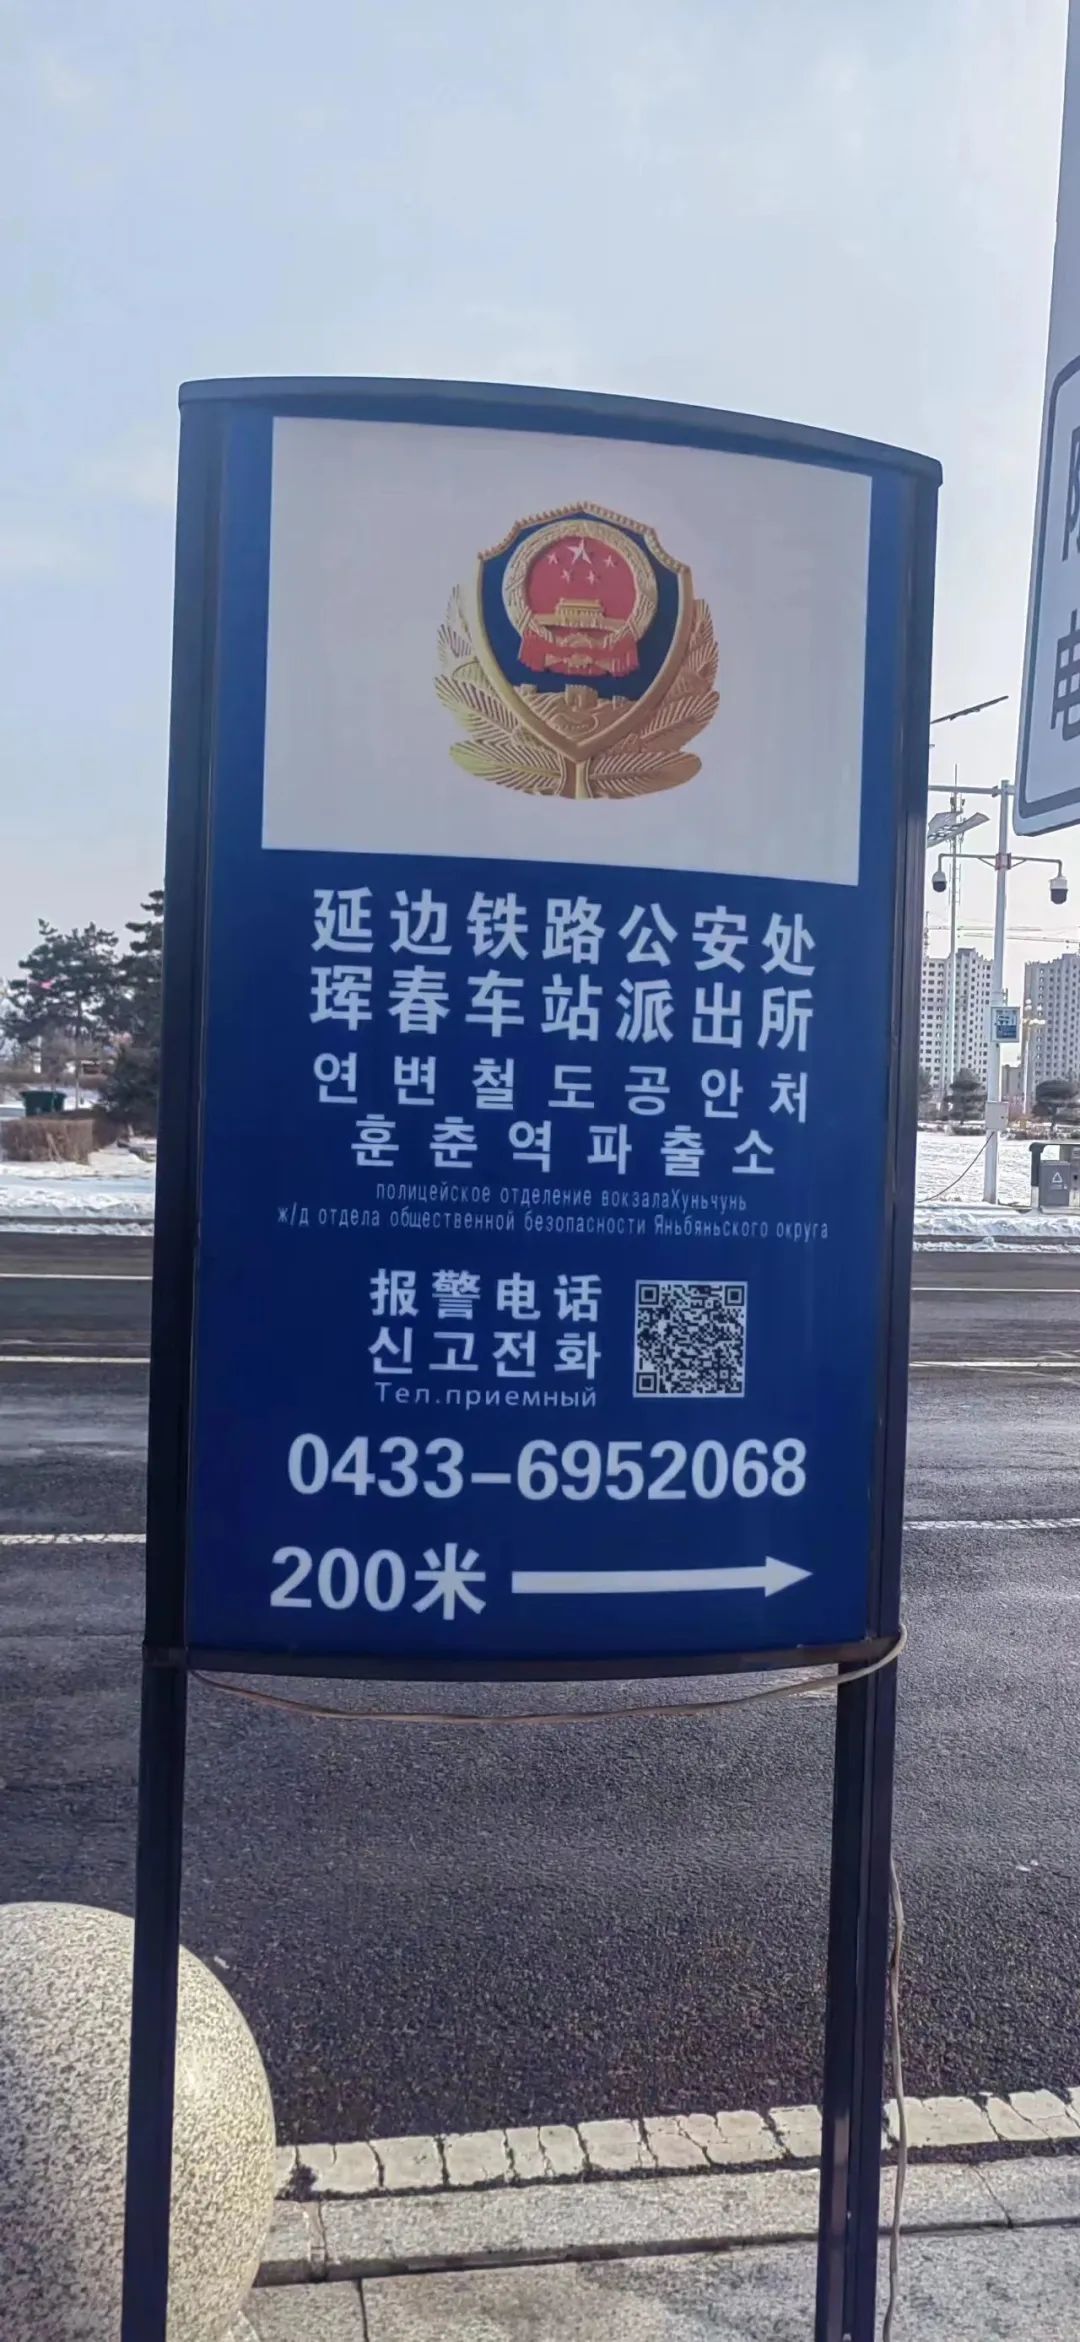 延边铁路公安处
珲春车站派出所
연변철도공안처
훈춘역파출소
полицейское отделение вокзалаХуньчунь
ж/д отдела общественной безопасности Яньбяньского округа
报警电话
신고전화
Тел.приемный
0433-6952068
200米